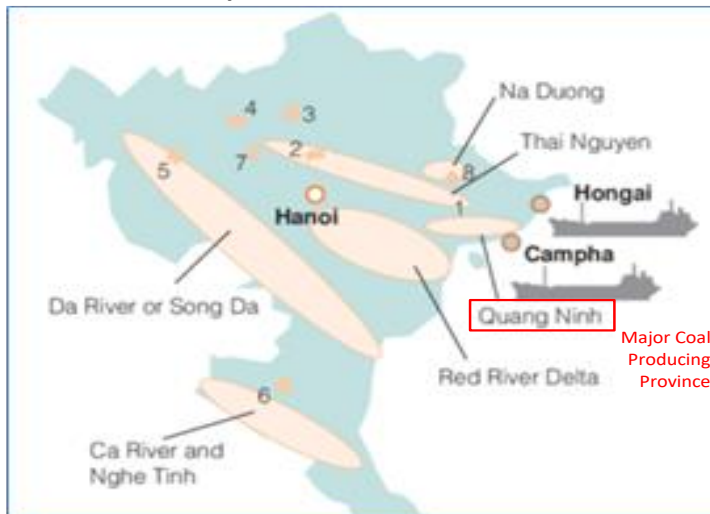 Na Duong
Thai Nguyen
4
3
2
7
5
8
1
Hanoi
Hongai
Campha
Da River or Song Da
Quang Ninh
Major Coal
Producing
Province
Red River Delta
6
Ca River and
Nghe Tinh